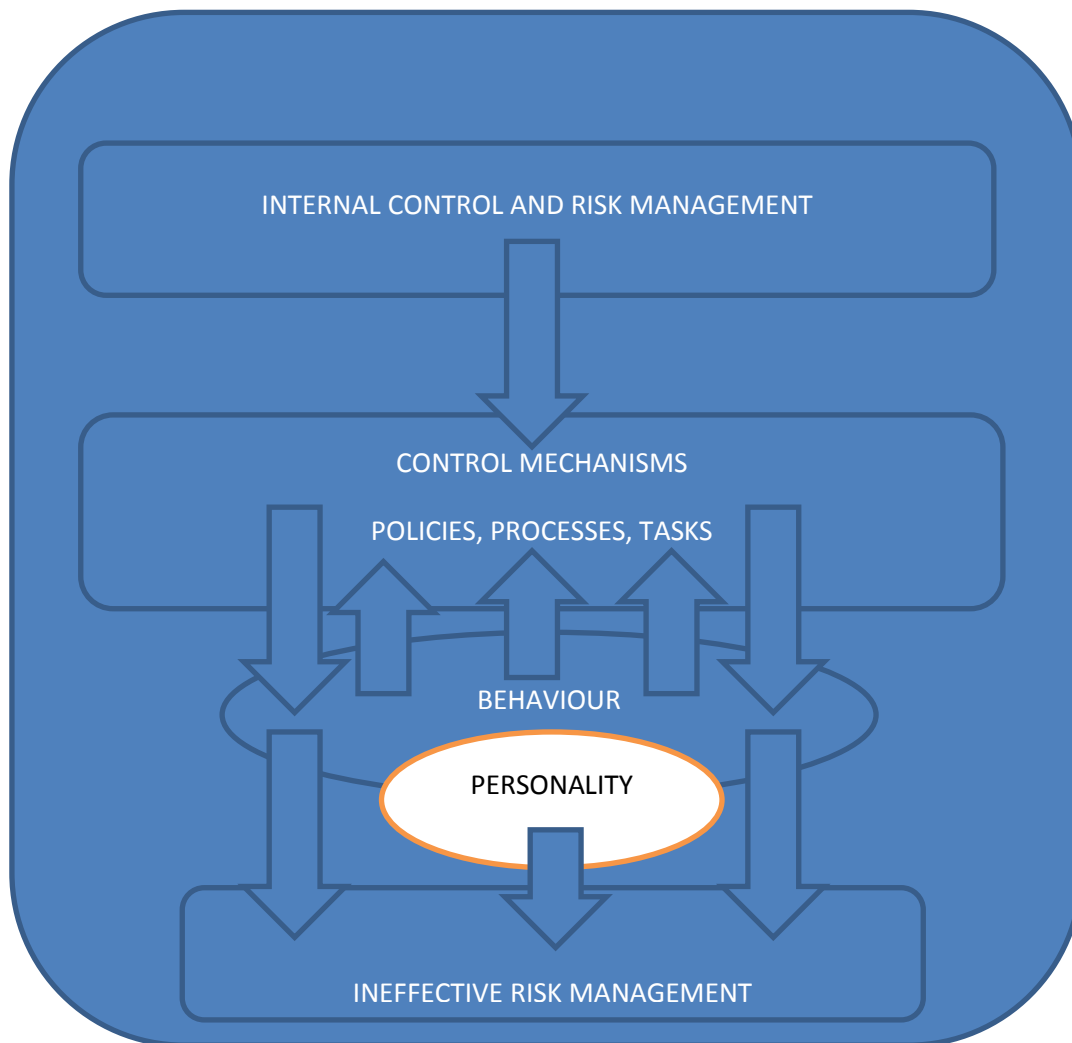 INTERNAL CONTROL AND RISK MANAGEMENT
CONTROL MECHANISMS
POLICIES, PROCESSES, TASKS
BEHAVIOUR
PERSONALITY
INEFFECTIVE RISK MANAGEMENT